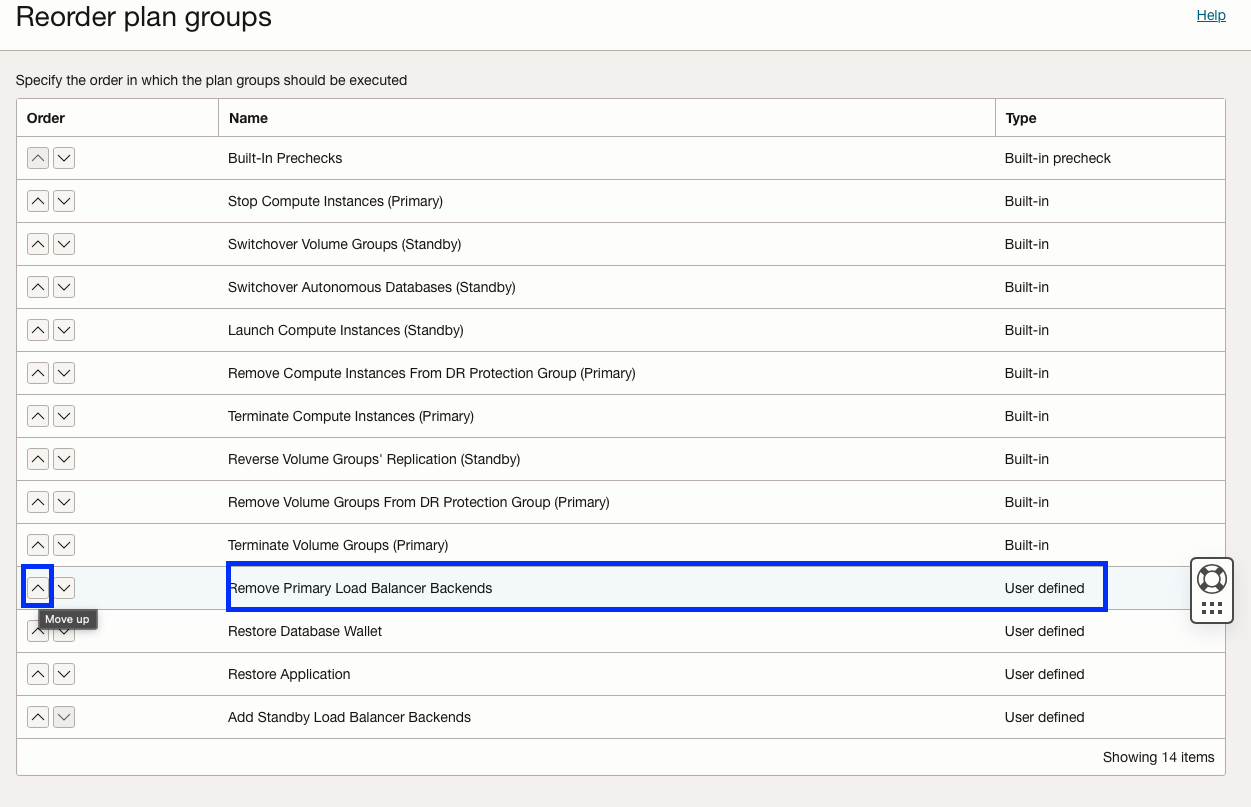 Reorder plan groups
Help
Specify the order in which the plan groups should be executed
Order Name Type
Built-In Prechecks Built-in precheck
Stop Compute Instances (Primary) Built-in
Switchover Volume Groups (Standby) Built-in
Switchover Autonomous Databases (Standby) Built-in
Launch Compute Instances (Standby) Built-in
Remove Compute Instances From DR Protection Group (Primary) Built-in
Terminate Compute Instances (Primary) Built-in
Reverse Volume Groups' Replication (Standby) Built-in
Remove Volume Groups From DR Protection Group (Primary) Built-in
Terminate Volume Groups (Primary) Built-in
Remove Primary Load Balancer Backends User defined
Move up
Restore Database Wallet User defined
Restore Application User defined
Add Standby Load Balancer Backends User defined
Showing 14 items